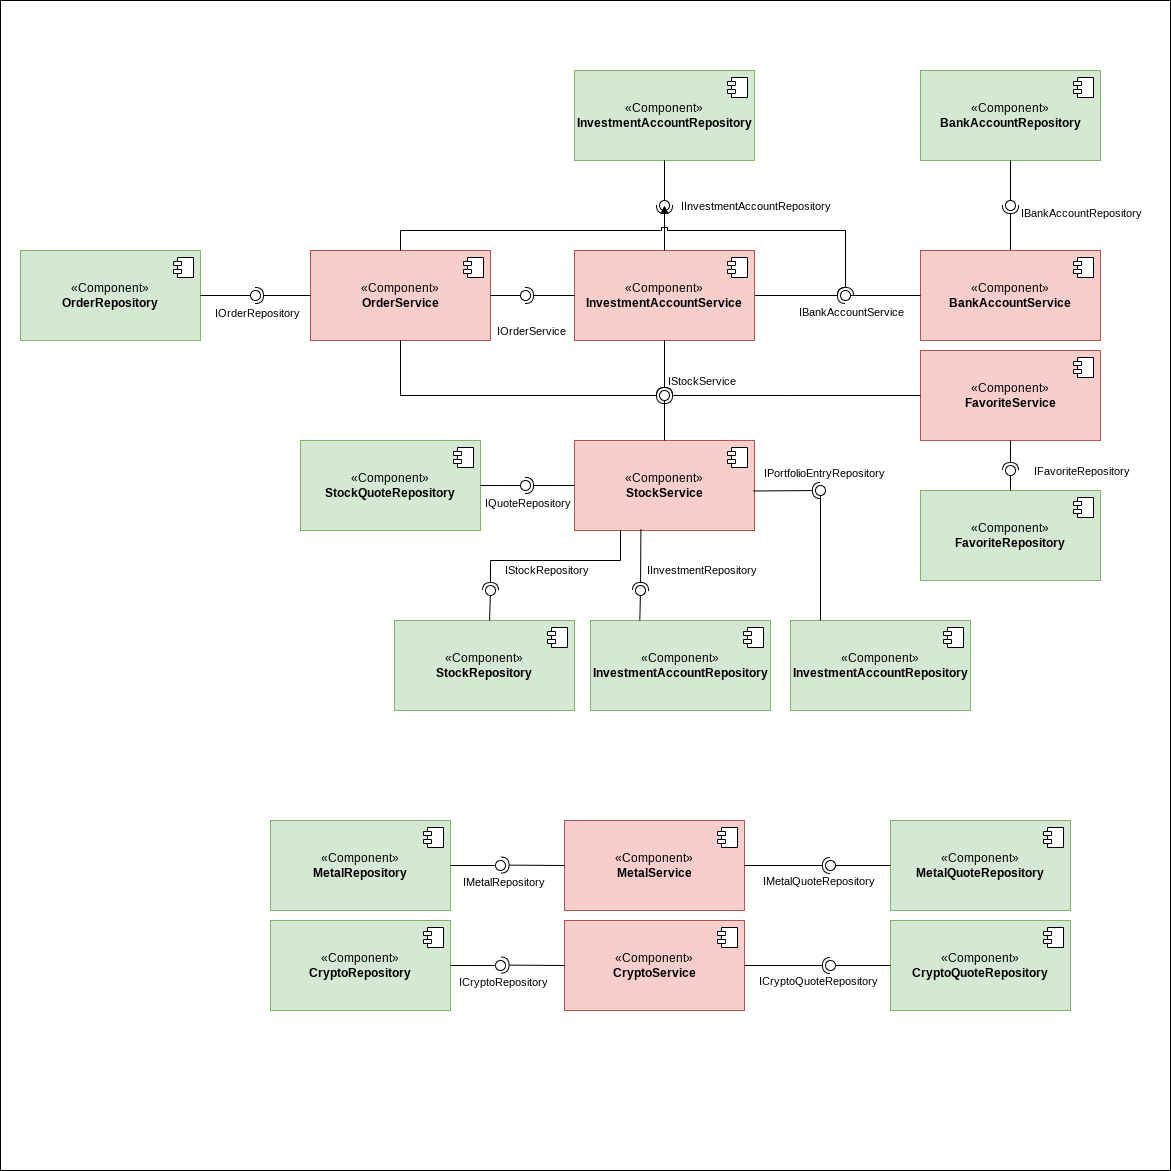 «Component»
InvestmentAccountRepository
«Component»
BankAccountRepository
IInvestmentAccountRepository
IBankAccountRepository
«Component»
OrderRepository
IOrderRepository
«Component»
OrderService
IOrderService
«Component»
InvestmentAccountService
IBankAccountService
«Component»
BankAccountService
IStockService
«Component»
FavoriteService
«Component»
StockQuoteRepository
IQuoteRepository
«Component»
StockService
IPortfolioEntryRepository
IFavoriteRepository
«Component»
FavoriteRepository
IStockRepository
IInvestmentRepository
«Component»
StockRepository
«Component»
InvestmentAccountRepository
«Component»
InvestmentAccountRepository
«Component»
MetalRepository
IMetalRepository
«Component»
MetalService
IMetalQuoteRepository
«Component»
MetalQuoteRepository
«Component»
CryptoRepository
ICryptoRepository
«Component»
CryptoService
ICryptoQuoteRepository
«Component»
CryptoQuoteRepository